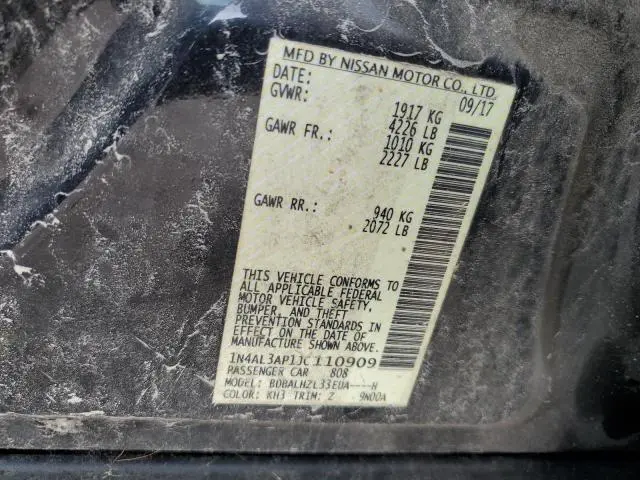 MFD BY NISSAN MOTOR CO., LTD.
DATE: 09/17
GVWR: 1917 KG
4226 LB
GAWR FR.: 1010 KG
2227 LB
GAWR RR.: 940 KG
2072 LB
THIS VEHICLE CONFORMS TO
ALL APPLICABLE FEDERAL
MOTOR VEHICLE SAFETY,
BUMPER, AND THEFT
PREVENTION STANDARDS IN
EFFECT ON THE DATE OF
MANUFACTURE SHOWN ABOVE.
1N4AL3AP1JC110909
PASSENGER CAR 808
MODEL: BDBALHZL33EUA----H
COLOR: KH3 TRIM: Z 9N00A